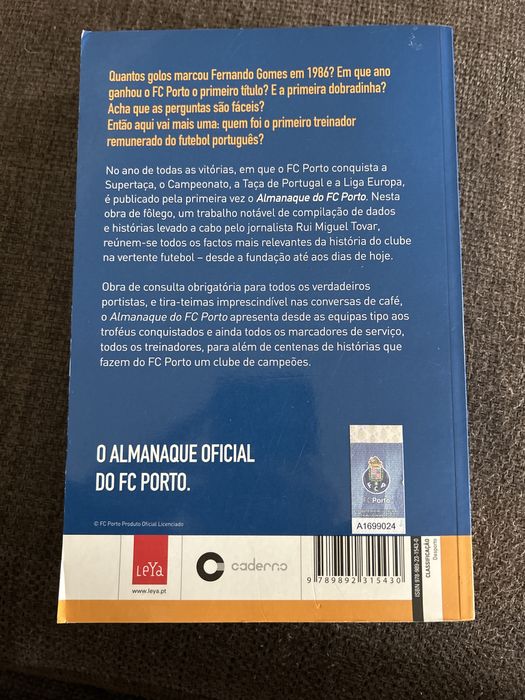 Quantos golos marcou Fernando Gomes em 1986? Em que ano
ganhou o FC Porto o primeiro título? E a primeira dobradinha?
Acha que as perguntas são fáceis?
Então aqui vai mais uma: quem foi o primeiro treinador
remunerado do futebol português?
No ano de todas as vitórias, em que o FC Porto conquista a
Supertaça, o Campeonato, a Taça de Portugal e a Liga Europa,
é publicado pela primeira vez o Almanaque do FC Porto. Nesta
obra de fôlego, um trabalho notável de compilação de dados
e histórias levado a cabo pelo jornalista Rui Miguel Tovar,
reúnem-se todos os factos mais relevantes da história do clube
na vertente futebol – desde a fundação até aos dias de hoje.
Obra de consulta obrigatória para todos os verdadeiros
portistas, e tira-teimas imprescindível nas conversas de café,
o Almanaque do FC Porto apresenta desde as equipas tipo aos
troféus conquistados e ainda todos os marcadores de serviço,
todos os treinadores, para além de centenas de histórias que
fazem do FC Porto um clube de campeões.
O ALMANAQUE OFICIAL
DO FC PORTO.
FC Porto
A1699024
© FC Porto Produto Oficial Licenciado
LeYa
www.leya.pt
caderno
9 789892 315430
ISBN 978-989-23-1543-0
CLASSIFICAÇÃO
Desporto